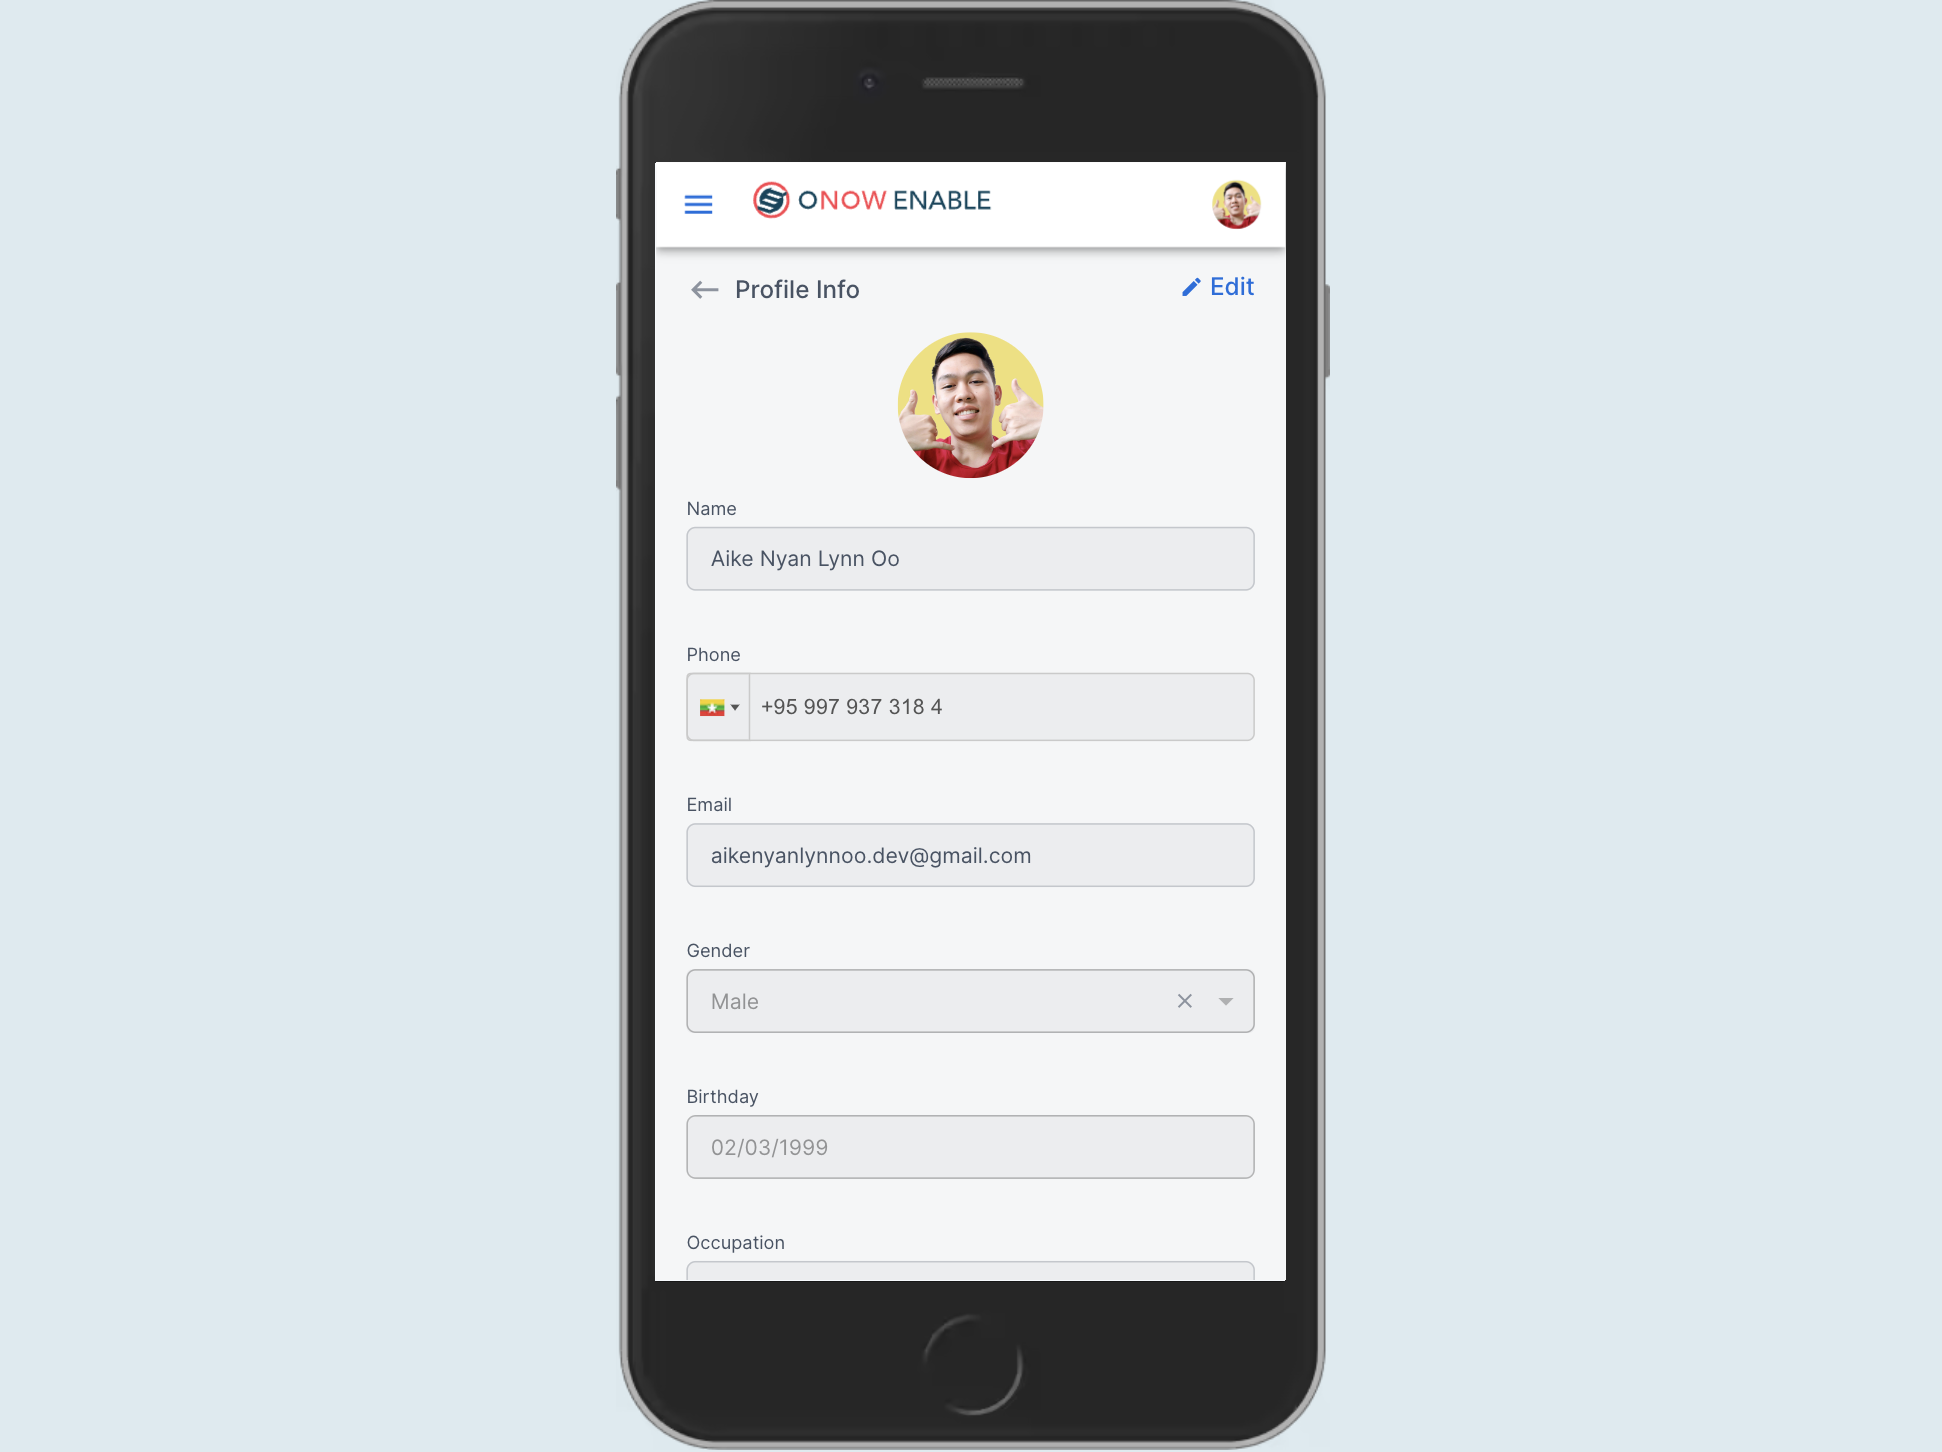 ONOW ENABLE
Profile Info
Edit
Name
Aike Nyan Lynn Oo
Phone
+95 997 937 318 4
Email
aikenyanlynnoo.dev@gmail.com
Gender
Male
Birthday
02/03/1999
Occupation